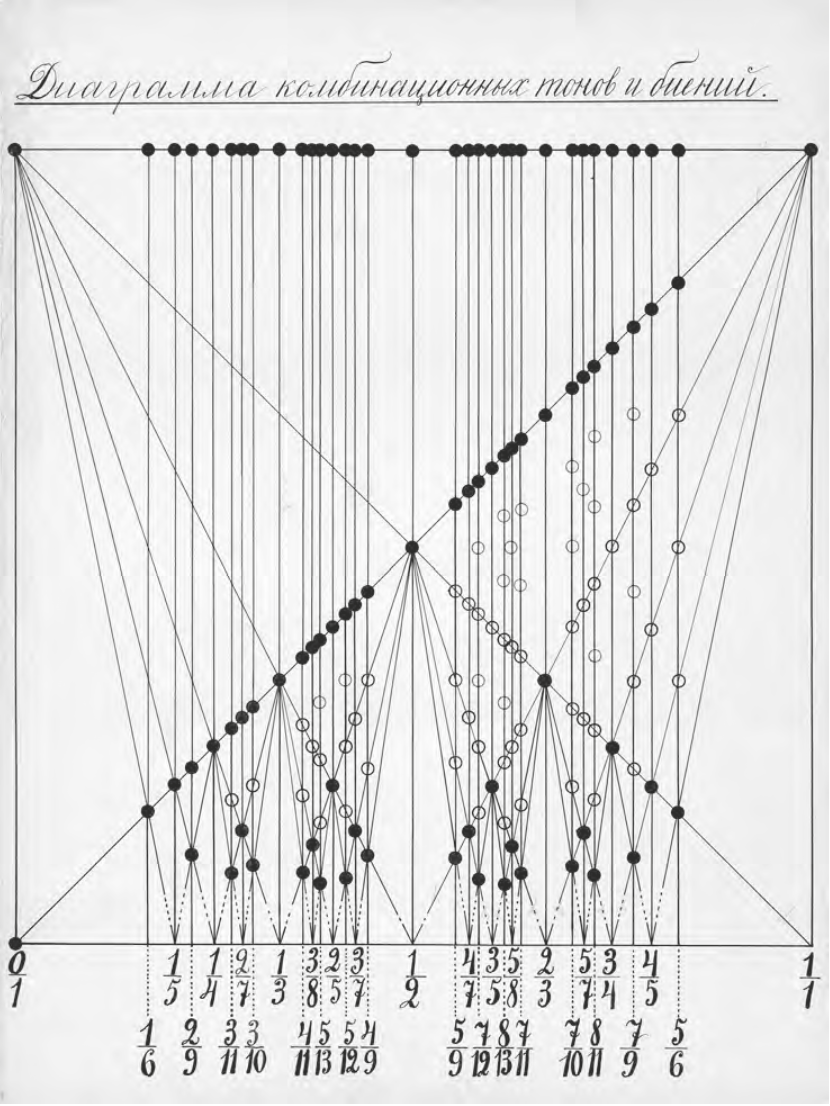 Диаграмма комбинационных тонов и биений.
0/1 1/5 1/4 2/7 1/3 3/8 2/5 3/7 1/2 4/7 3/5 5/8 2/3 5/7 3/4 4/5 1/1
1/6 2/9 3/11 3/10 4/11 5/13 5/12 4/9 5/9 7/12 8/13 7/11 7/10 8/11 7/9 5/6